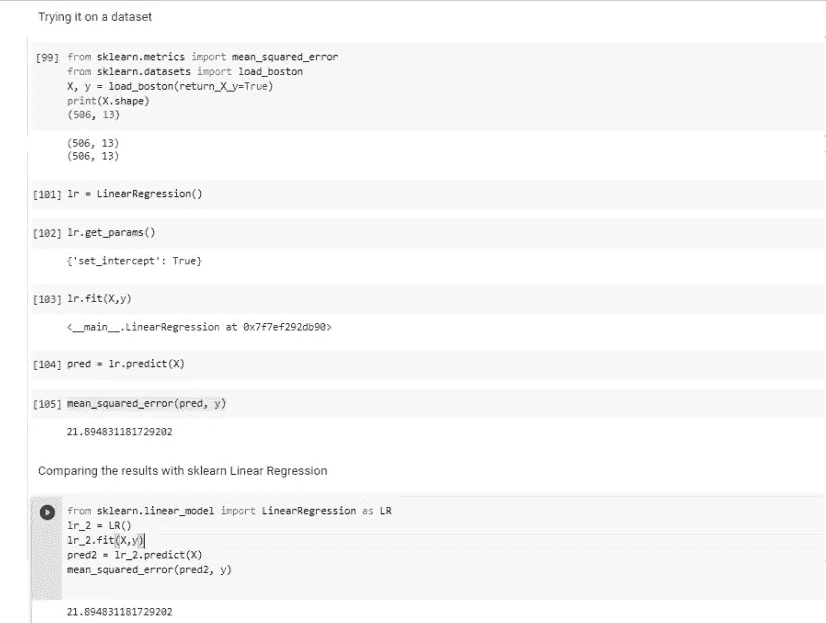 Trying it on a dataset
[99] from sklearn.metrics import mean_squared_error
from sklearn.datasets import load_boston
X, y = load_boston(return_X_y=True)
print(X.shape)
(506, 13)
(506, 13)
(506, 13)
[101] lr = LinearRegression()
[102] lr.get_params()
{'set_intercept': True}
[103] lr.fit(X,y)
<__main__.LinearRegression at 0x7f7ef292db90>
[104] pred = lr.predict(X)
[105] mean_squared_error(pred, y)
21.894831181729202
Comparing the results with sklearn Linear Regression
from sklearn.linear_model import LinearRegression as LR
lr_2 = LR()
lr_2.fit(X,y)
pred2 = lr_2.predict(X)
mean_squared_error(pred2, y)
21.894831181729202